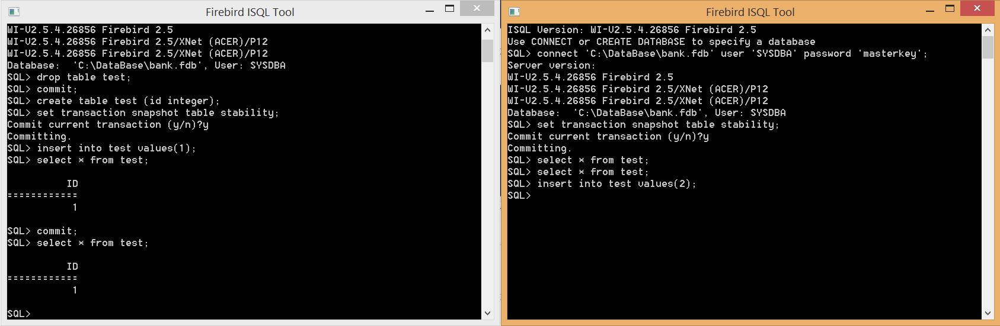 Firebird ISQL Tool
WI-V2.5.4.26856 Firebird 2.5
WI-V2.5.4.26856 Firebird 2.5/XNet (ACER)/P12
WI-V2.5.4.26856 Firebird 2.5/XNet (ACER)/P12
Database:  'C:\DataBase\bank.fdb', User: SYSDBA
SQL> drop table test;
SQL> commit;
SQL> create table test (id integer);
SQL> set transaction snapshot table stability;
Commit current transaction (y/n)?y
Committing.
SQL> insert into test values(1);
SQL> select * from test;
ID
============
1
SQL> commit;
SQL> select * from test;
ID
============
1
SQL>
Firebird ISQL Tool
ISQL Version: WI-V2.5.4.26856 Firebird 2.5
Use CONNECT or CREATE DATABASE to specify a database
SQL> connect 'C:\DataBase\bank.fdb' user 'SYSDBA' password 'masterkey';
Server version:
WI-V2.5.4.26856 Firebird 2.5
WI-V2.5.4.26856 Firebird 2.5/XNet (ACER)/P12
WI-V2.5.4.26856 Firebird 2.5/XNet (ACER)/P12
Database:  'C:\DataBase\bank.fdb', User: SYSDBA
SQL> set transaction snapshot table stability;
Commit current transaction (y/n)?y
Committing.
SQL> select * from test;
SQL> select * from test;
SQL> insert into test values(2);
SQL>